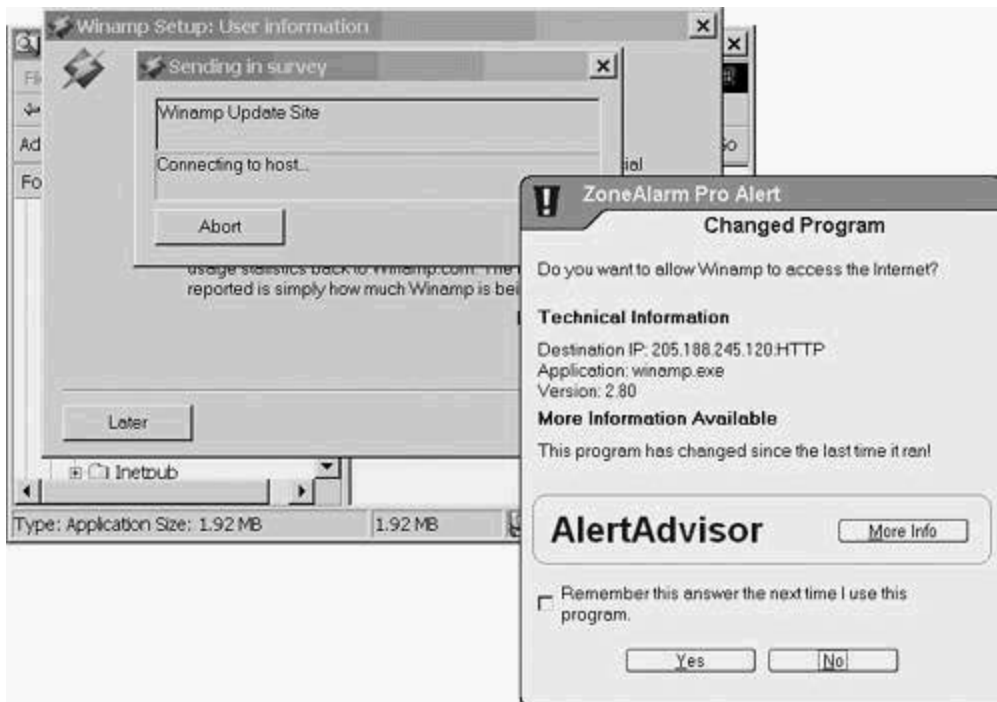 Winamp Setup: User information
Sending in survey
Winamp Update Site
Ad
Connecting to host...
ial
Fo
Abort
usage statistics back to Winamp.com. The
reported is simply how much Winamp is bei
Later
Inetpub
Type: Application Size: 1.92 MB
1.92 MB
ZoneAlarm Pro Alert
Changed Program
Do you want to allow Winamp to access the Internet?
Technical Information
Destination IP: 205.188.245.120:HTTP
Application: winamp.exe
Version: 2.80
More Information Available
This program has changed since the last time it ran!
AlertAdvisor
More Info
Remember this answer the next time I use this
program.
Yes
No